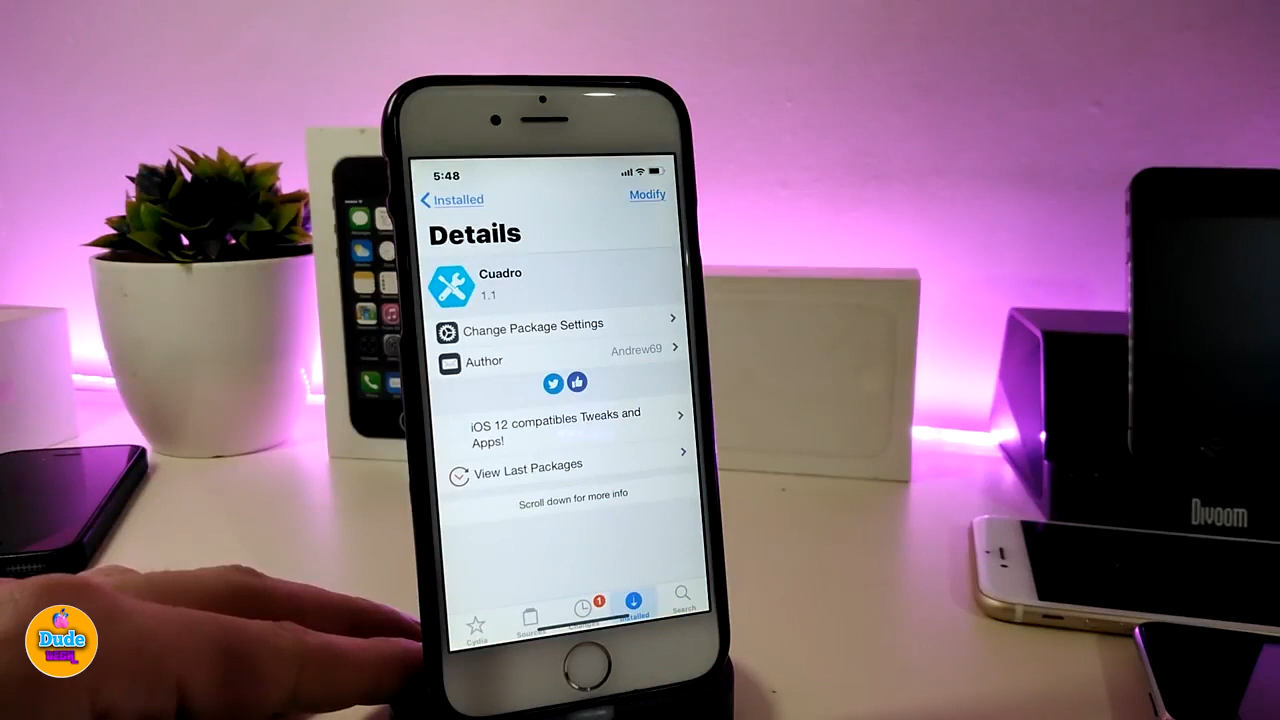 5:48
Installed
Modify
Details
Cuadro
1.1
Change Package Settings
Author
Andrew69
iOS 12 compatibles Tweaks and
Apps!
View Last Packages
Scroll down for more info
1
Cydia
Sources
Changes
Installed
Search
Divoom
Dude